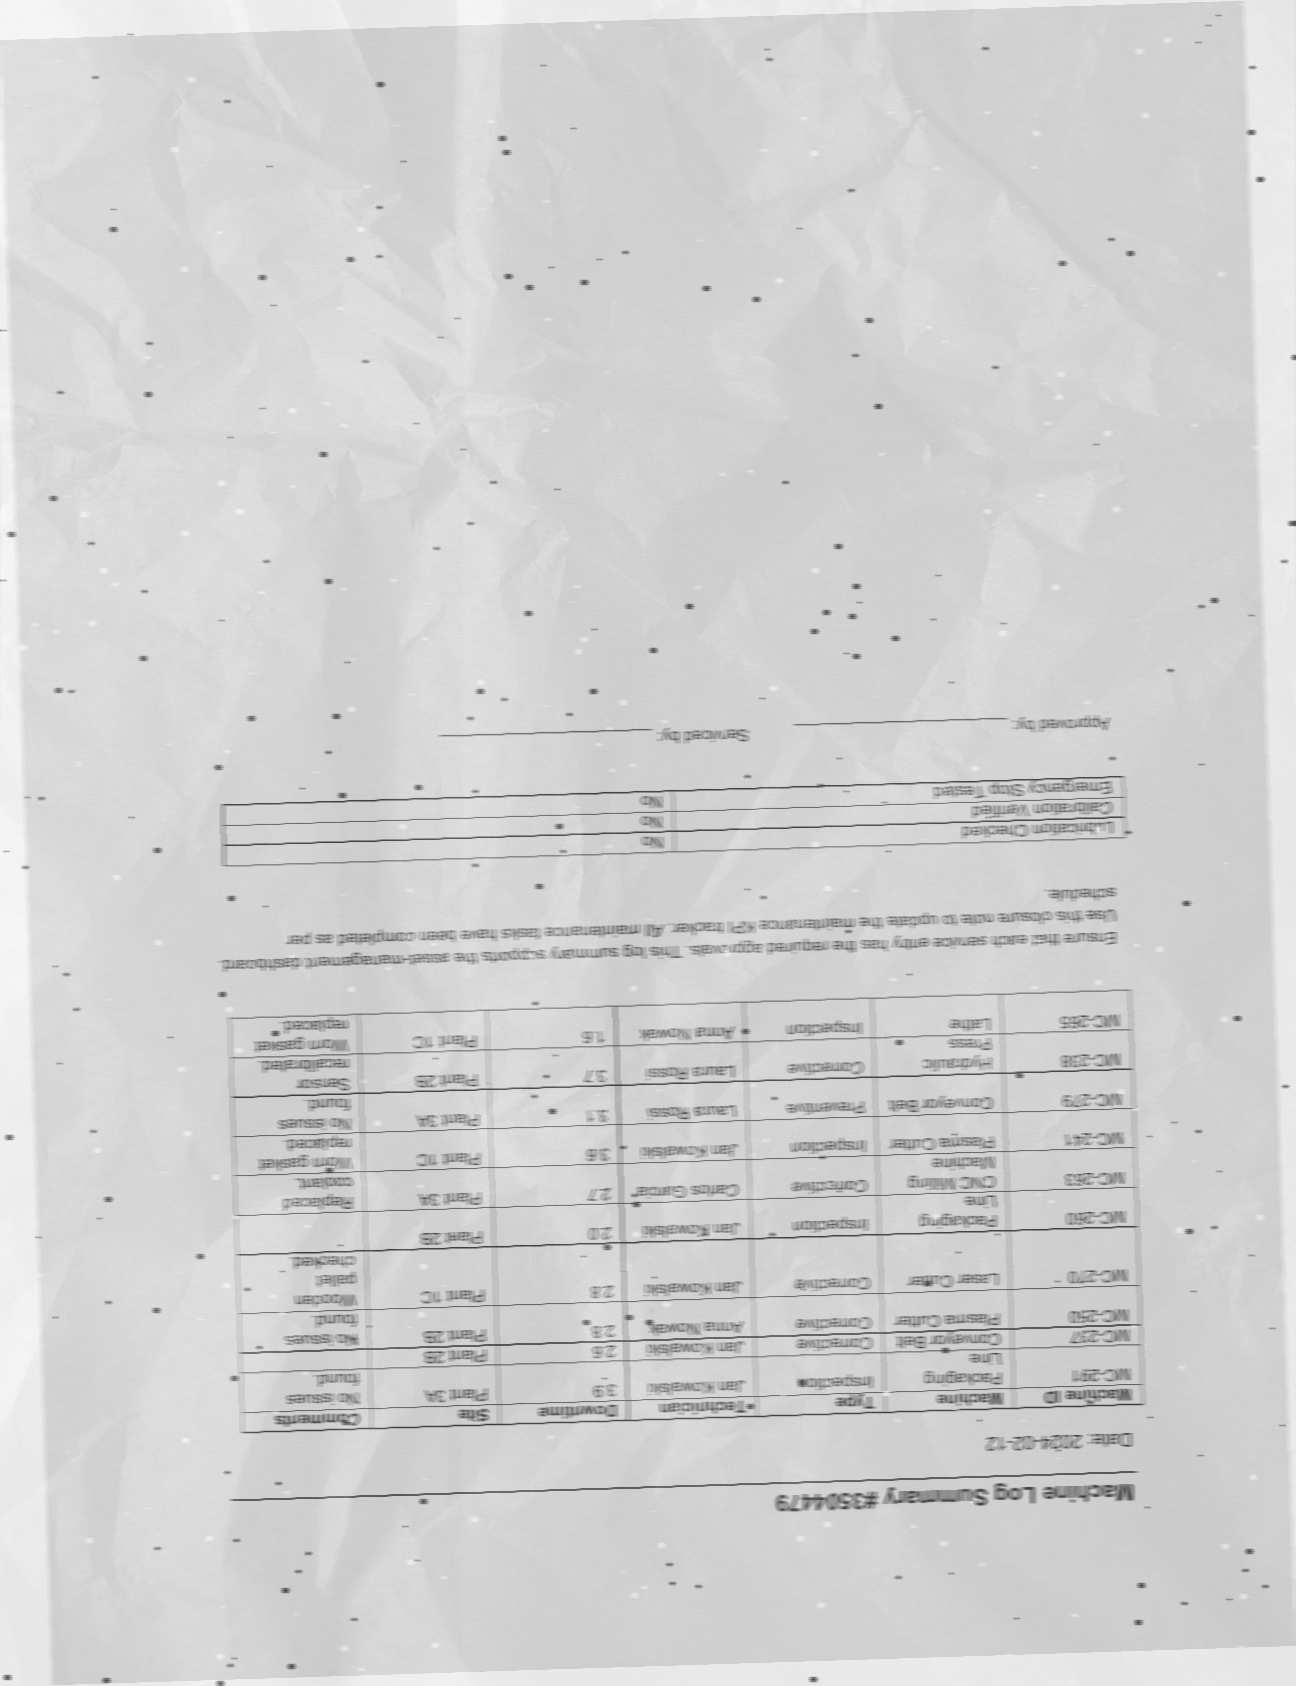 Machine Log Summary #3504479
Date: 2024-02-12
Machine ID Machine Type Technician Downtime Site Comments
MC-291 Packaging Line Inspection Jan Kowalski 3.9 Plant 3A No issues found.
MC-237 Conveyor Belt Corrective Jan Kowalski 2.6 Plant 2B
MC-250 Plasma Cutter Corrective Anna Nowak 2.8 Plant 2B No issues found.
MC-270 Laser Cutter Corrective Jan Kowalski 2.8 Plant 1C Wooden pallet checked.
MC-260 Packaging Line Inspection Jan Kowalski 2.0 Plant 2B
MC-263 CNC Milling Machine Corrective Carlos Garcia 2.7 Plant 3A Replaced coolant.
MC-241 Plasma Cutter Inspection Jan Kowalski 3.6 Plant 1C Worn gasket replaced.
MC-279 Conveyor Belt Preventive Laura Rossi 3.1 Plant 3A No issues found.
MC-238 Hydraulic Press Corrective Laura Rossi 3.7 Plant 2B Sensor recalibrated.
MC-265 Lathe Inspection Anna Nowak 1.6 Plant 1C Worn gasket replaced.
Ensure that each service entry has the required approvals. This log summary supports the asset-management dashboard.
Use this closure note to update the maintenance KPI tracker. All maintenance tasks have been completed as per
schedule.
Lubrication Checked No
Calibration Verified No
Emergency Stop Tested No
Approved by: Serviced by: